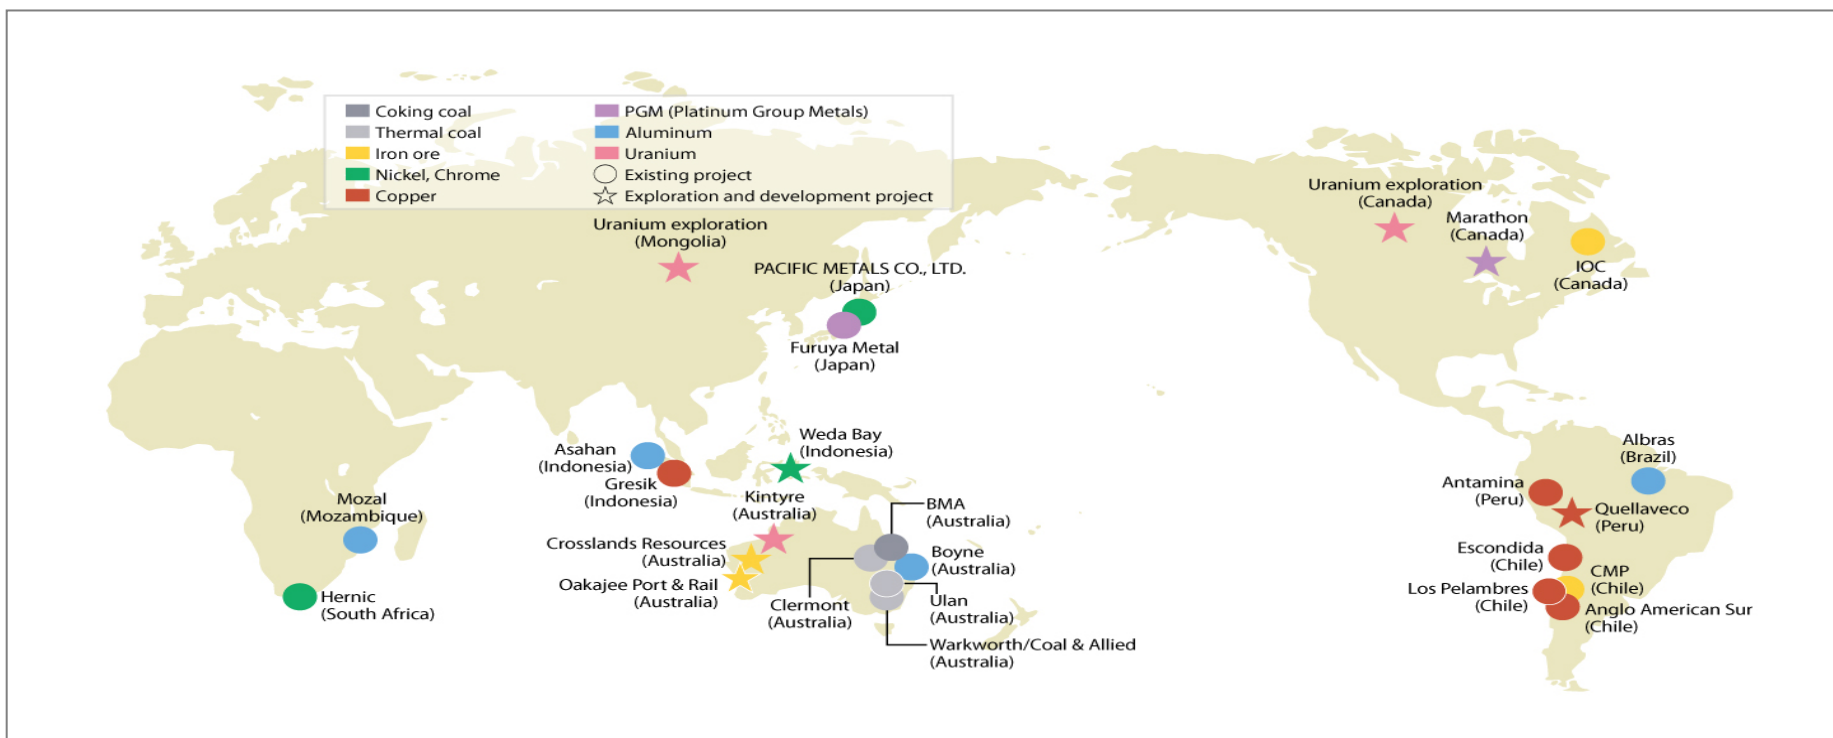 Coking coal
Thermal coal
Iron ore
Nickel, Chrome
Copper
PGM (Platinum Group Metals)
Aluminum
Uranium
Existing project
Exploration and development project
Uranium exploration
(Mongolia)
PACIFIC METALS CO., LTD.
(Japan)
Furuya Metal
(Japan)
Uranium exploration
(Canada)
Marathon
(Canada)
IOC
(Canada)
Asahan
(Indonesia)
Gresik
(Indonesia)
Weda Bay
(Indonesia)
Mozal
(Mozambique)
Hernic
(South Africa)
Kintyre
(Australia)
Crosslands Resources
(Australia)
Oakajee Port & Rail
(Australia)
BMA
(Australia)
Boyne
(Australia)
Clermont
(Australia)
Ulan
(Australia)
Warkworth/Coal & Allied
(Australia)
Albras
(Brazil)
Antamina
(Peru)
Quellaveco
(Peru)
Escondida
(Chile)
CMP
(Chile)
Los Pelambres
(Chile)
Anglo American Sur
(Chile)